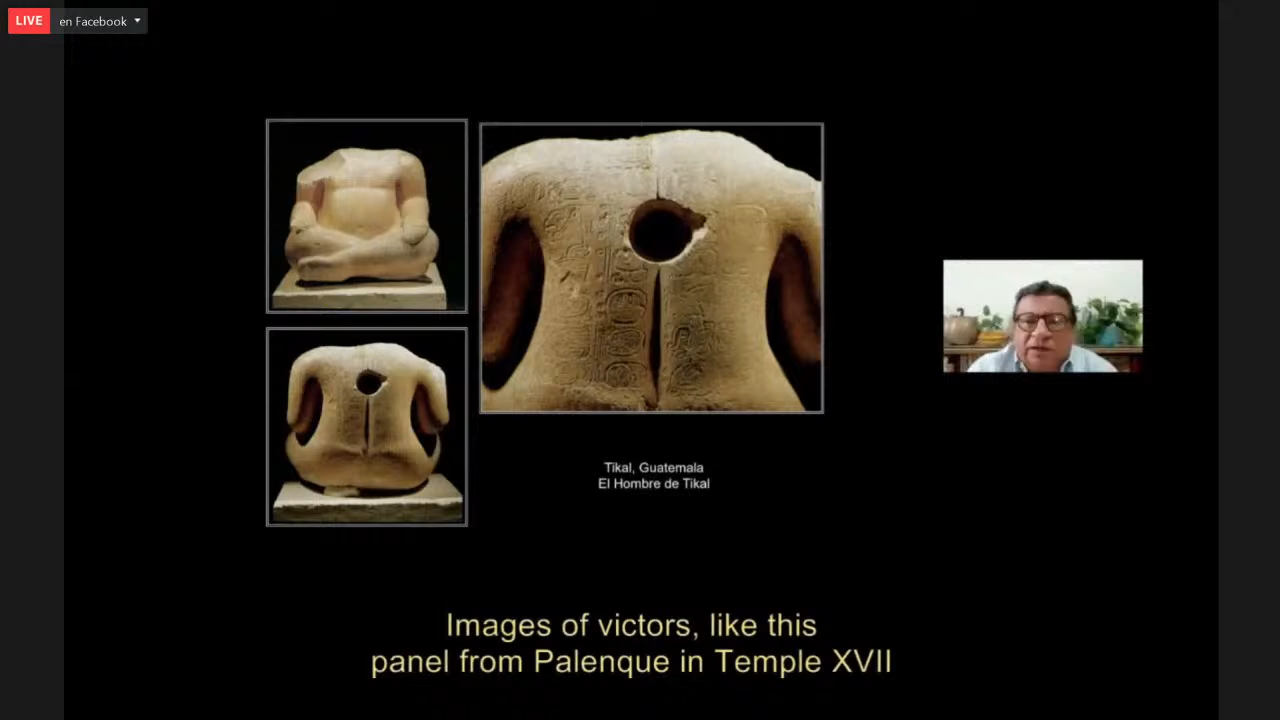 LIVE en Facebook
Tikal, Guatemala
El Hombre de Tikal
Images of victors, like this
panel from Palenque in Temple XVII